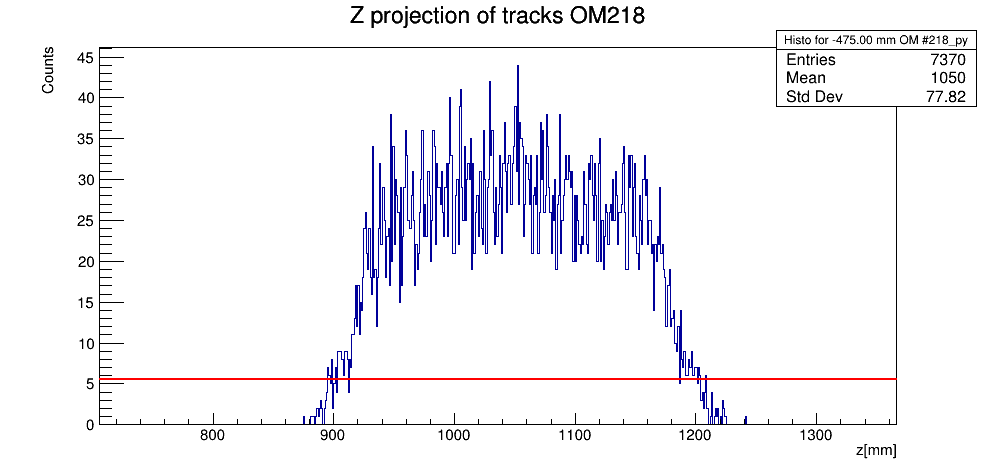 Z projection of tracks OM218
Histo for -475.00 mm OM #218_py
Entries 7370
Mean 1050
Std Dev 77.82
Counts
45
40
35
30
25
20
15
10
5
0
800 900 1000 1100 1200 1300
z[mm]